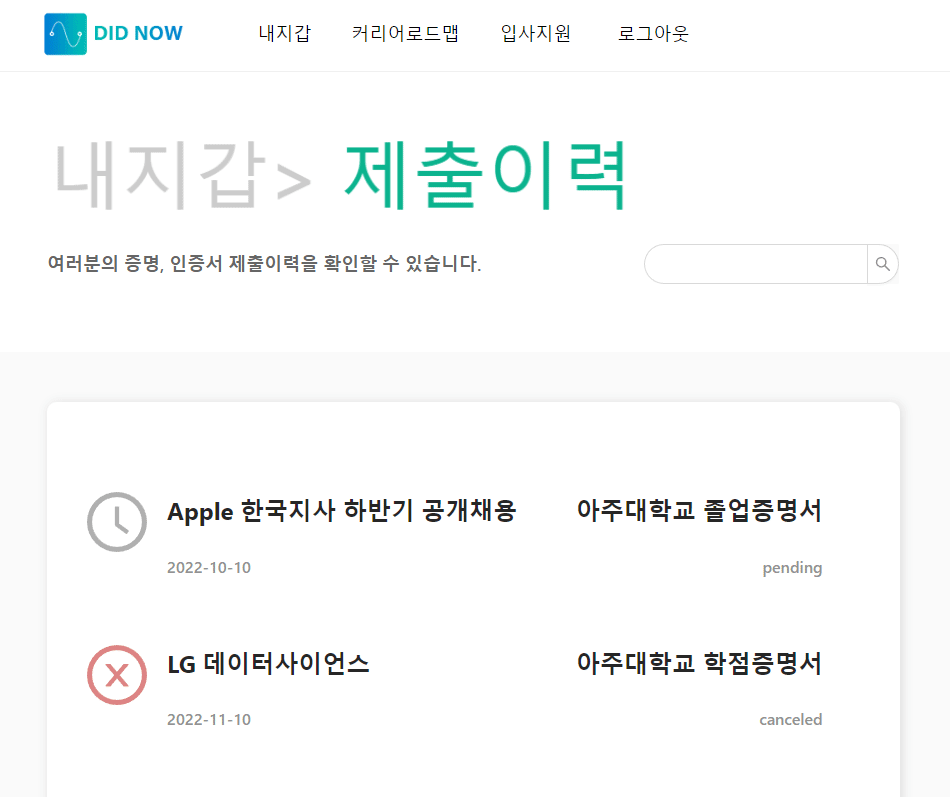 DID NOW 내지갑 커리어로드맵 입사지원 로그아웃
내지갑> 제출이력
여러분의 증명, 인증서 제출이력을 확인할 수 있습니다.
Apple 한국지사 하반기 공개채용 아주대학교 졸업증명서
2022-10-10 pending
LG 데이터사이언스 아주대학교 학점증명서
2022-11-10 canceled